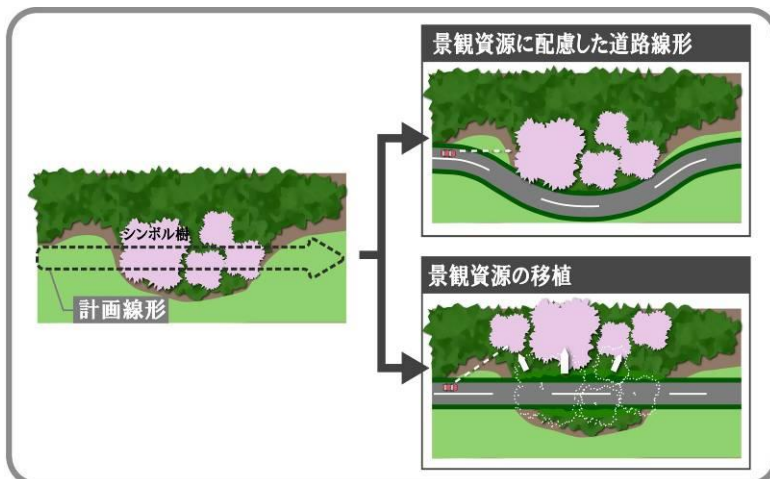 シンボル樹
計画線形
景観資源に配慮した道路線形
景観資源の移植